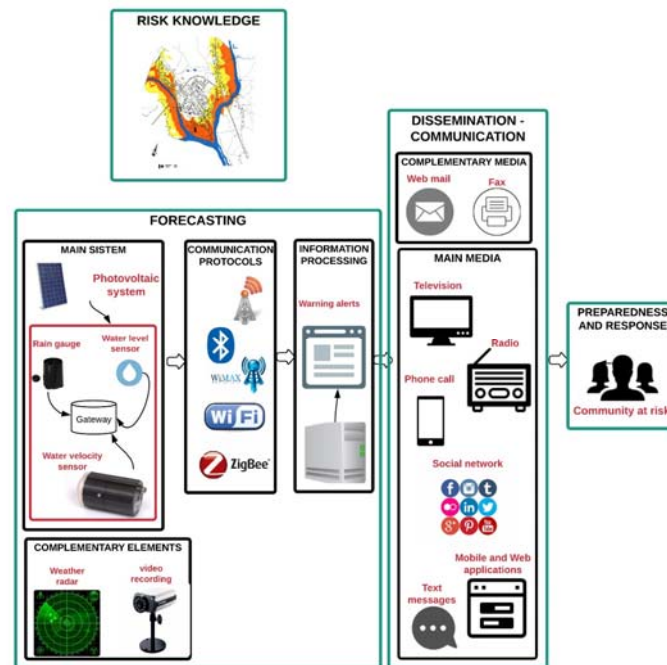 RISK KNOWLEDGE
FORECASTING
MAIN SISTEM
Photovoltaic
system
Rain gauge
Water level
sensor
Gateway
Water velocity
sensor
COMPLEMENTARY ELEMENTS
Weather
radar
video
recording
COMMUNICATION
PROTOCOLS
WiMAX
WiFi
ZigBee
INFORMATION
PROCESSING
Warning alerts
DISSEMINATION -
COMMUNICATION
COMPLEMENTARY MEDIA
Web mail
Fax
MAIN MEDIA
Television
Radio
Phone call
Social network
Mobile and Web
applications
Text
messages
PREPAREDNESS
AND RESPONSE
Community at risk